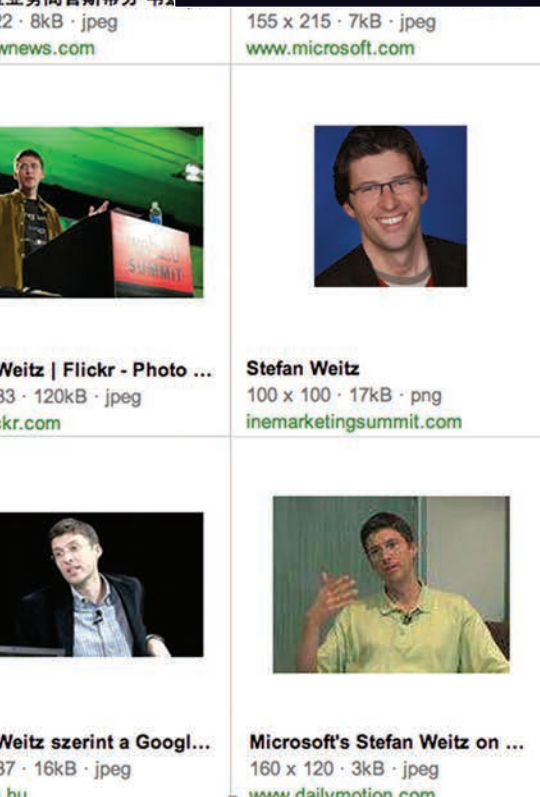 22 · 8kB · jpeg
wnews.com
155 x 215 · 7kB · jpeg
www.microsoft.com
SUMMIT
Weitz | Flickr - Photo ...
33 · 120kB · jpeg
ckr.com
Stefan Weitz
100 x 100 · 17kB · png
inemarketingsummit.com
Weitz szerint a Googl...
37 · 16kB · jpeg
.hu
Microsoft's Stefan Weitz on ...
160 x 120 · 3kB · jpeg
www.dailymotion.com